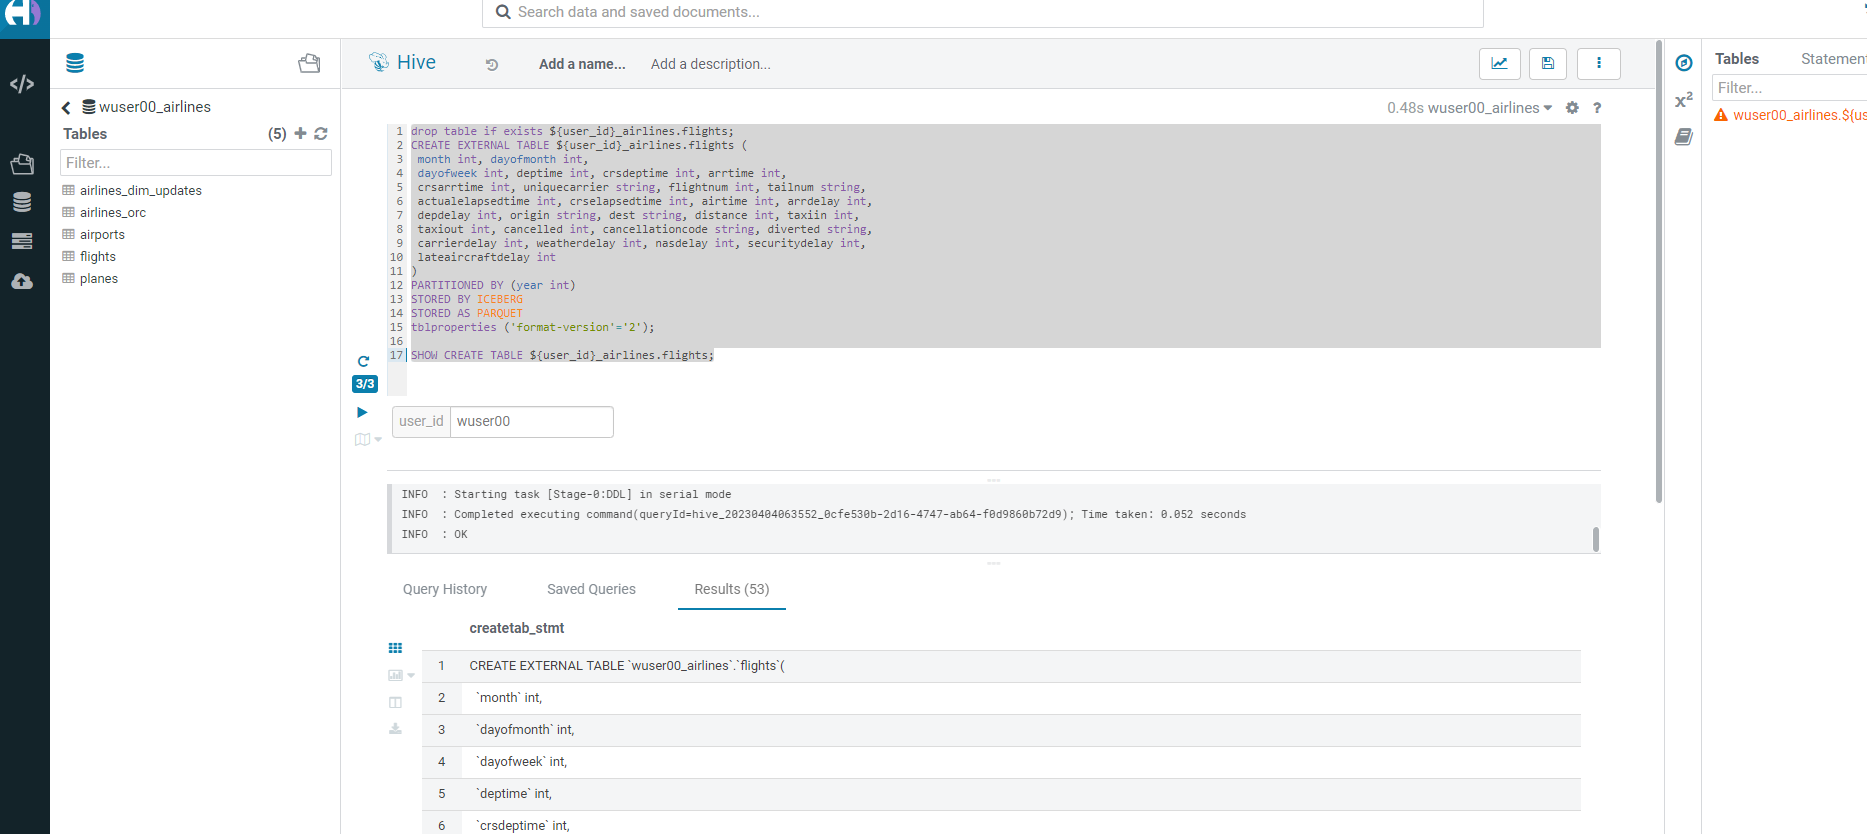 Search data and saved documents...
wuser00_airlines
Tables (5)
Filter...
airlines_dim_updates
airlines_orc
airports
flights
planes
Hive
Add a name...
Add a description...
0.48s wuser00_airlines
?
1 drop table if exists ${user_id}_airlines.flights;
2 CREATE EXTERNAL TABLE ${user_id}_airlines.flights (
3 month int, dayofmonth int,
4 dayofweek int, deptime int, crsdeptime int, arrtime int,
5 crsarrtime int, uniquecarrier string, flightnum int, tailnum string,
6 actualelapsedtime int, crselapsedtime int, airtime int, arrdelay int,
7 depdelay int, origin string, dest string, distance int, taxiin int,
8 taxiout int, cancelled int, cancellationcode string, diverted string,
9 carrierdelay int, weatherdelay int, nasdelay int, securitydelay int,
10 lateaircraftdelay int
11 )
12 PARTITIONED BY (year int)
13 STORED BY ICEBERG
14 STORED AS PARQUET
15 tblproperties ('format-version'='2');
16
17 SHOW CREATE TABLE ${user_id}_airlines.flights;
3/3
user_id wuser00
INFO : Starting task [Stage-0:DDL] in serial mode
INFO : Completed executing command(queryId=hive_20230404063552_0cfe530b-2d16-4747-ab64-f0d9860b72d9); Time taken: 0.052 seconds
INFO : OK
Query History
Saved Queries
Results (53)
createtab_stmt
1 CREATE EXTERNAL TABLE `wuser00_airlines`.`flights`(
2 `month` int,
3 `dayofmonth` int,
4 `dayofweek` int,
5 `deptime` int,
6 `crsdeptime` int,
Tables
Statement
Filter...
wuser00_airlines.${us
x²